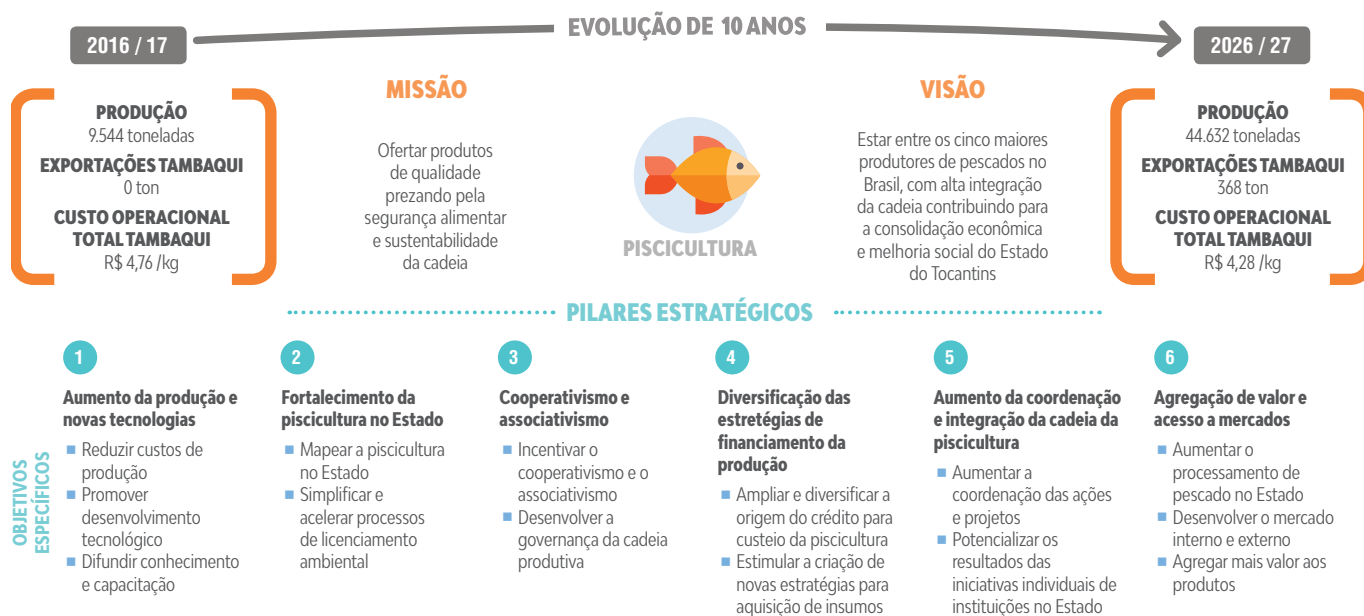 EVOLUÇÃO DE 10 ANOS
2016 / 17
2026 / 27
PRODUÇÃO
9.544 toneladas
EXPORTAÇÕES TAMBAQUI
0 ton
CUSTO OPERACIONAL
TOTAL TAMBAQUI
R$ 4,76 /kg
MISSÃO
Ofertar produtos
de qualidade
prezando pela
segurança alimentar
e sustentabilidade
da cadeia
PISCICULTURA
VISÃO
Estar entre os cinco maiores
produtores de pescados no
Brasil, com alta integração
da cadeia contribuindo para
a consolidação econômica
e melhoria social do Estado
do Tocantins
PRODUÇÃO
44.632 toneladas
EXPORTAÇÕES TAMBAQUI
368 ton
CUSTO OPERACIONAL
TOTAL TAMBAQUI
R$ 4,28 /kg
PILARES ESTRATÉGICOS
OBJETIVOS
ESPECÍFICOS
1
Aumento da produção e
novas tecnologias
Reduzir custos de
produção
Promover
desenvolvimento
tecnológico
Difundir conhecimento
e capacitação
2
Fortalecimento da
piscicultura no Estado
Mapear a piscicultura
no Estado
Simplificar e
acelerar processos
de licenciamento
ambiental
3
Cooperativismo e
associativismo
Incentivar o
cooperativismo e o
associativismo
Desenvolver a
governança da cadeia
produtiva
4
Diversificação das
estretégias de
financiamento da
produção
Ampliar e diversificar a
origem do crédito para
custeio da piscicultura
Estimular a criação de
novas estratégias para
aquisição de insumos
5
Aumento da coordenação
e integração da cadeia da
piscicultura
Aumentar a
coordenação das ações
e projetos
Potencializar os
resultados das
iniciativas individuais de
instituições no Estado
6
Agregação de valor e
acesso a mercados
Aumentar o
processamento de
pescado no Estado
Desenvolver o mercado
interno e externo
Agregar mais valor aos
produtos